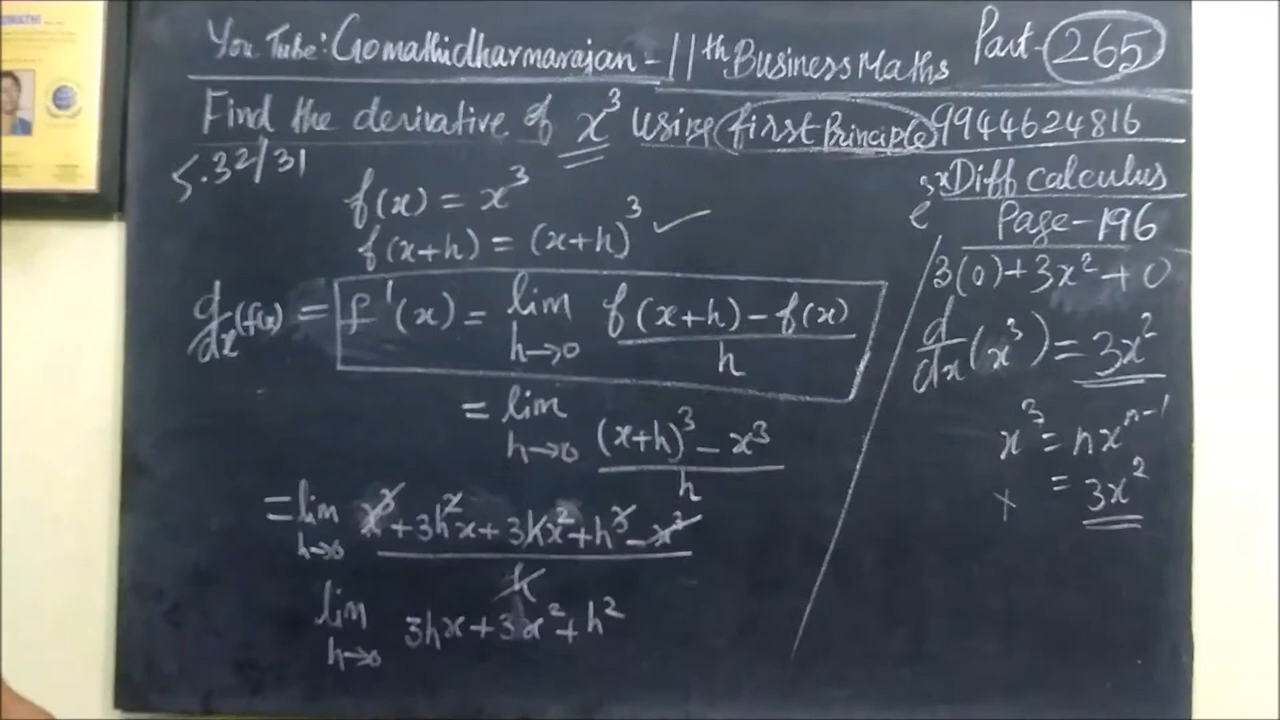 You Tube: Gomathidharmarajan - 11th Business Maths Part - 265
Find the derivative of x³ using first Principle 9944624816
5.32/31
f(x) = x³
f(x+h) = (x+h)³ ✓
d/dx (f(x)) = f'(x) = lim h→0 f(x+h) - f(x) / h
= lim h→0 (x+h)³ - x³ / h
= lim h→0 x³ + 3h²x + 3hx² + h³ - x³ / h
lim h→0 3hx + 3x² + h²
Diff calculus
Page - 196
3(0) + 3x² + 0
d/dx (x³) = 3x²
x³ = nxⁿ⁻¹
= 3x²